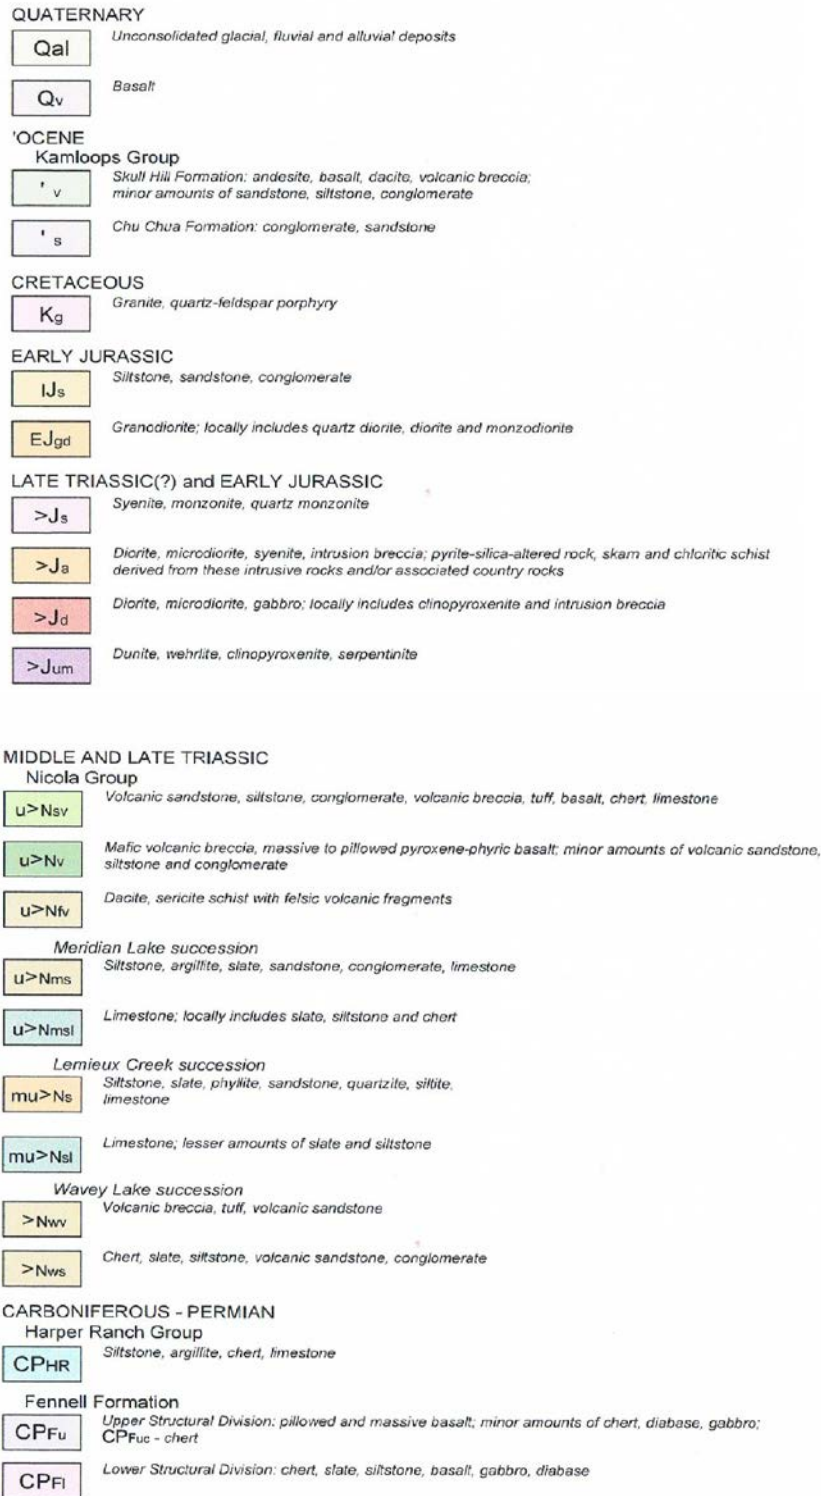 QUATERNARY
Qal
Unconsolidated glacial, fluvial and alluvial deposits
Qv
Basalt
'OCENE
Kamloops Group
' v
Skull Hill Formation: andesite, basalt, dacite, volcanic breccia;
minor amounts of sandstone, siltstone, conglomerate
' s
Chu Chua Formation: conglomerate, sandstone
CRETACEOUS
Kg
Granite, quartz-feldspar porphyry
EARLY JURASSIC
lJs
Siltstone, sandstone, conglomerate
EJgd
Granodiorite; locally includes quartz diorite, diorite and monzodiorite
LATE TRIASSIC(?) and EARLY JURASSIC
>Js
Syenite, monzonite, quartz monzonite
>Ja
Diorite, microdiorite, syenite, intrusion breccia; pyrite-silica-altered rock, skarn and chloritic schist
derived from these intrusive rocks and/or associated country rocks
>Jd
Diorite, microdiorite, gabbro; locally includes clinopyroxenite and intrusion breccia
>Jum
Dunite, wehrlite, clinopyroxenite, serpentinite
MIDDLE AND LATE TRIASSIC
Nicola Group
u>Nsv
Volcanic sandstone, siltstone, conglomerate, volcanic breccia, tuff, basalt, chert, limestone
u>Nv
Mafic volcanic breccia, massive to pillowed pyroxene-phyric basalt; minor amounts of volcanic sandstone,
siltstone and conglomerate
u>Nfv
Dacite, sericite schist with felsic volcanic fragments
Meridian Lake succession
u>Nms
Siltstone, argillite, slate, sandstone, conglomerate, limestone
u>Nmsl
Limestone; locally includes slate, siltstone and chert
Lemieux Creek succession
mu>Ns
Siltstone, slate, phyllite, sandstone, quartzite, siltite,
limestone
mu>Nsl
Limestone; lesser amounts of slate and siltstone
Wavey Lake succession
>Nwv
Volcanic breccia, tuff, volcanic sandstone
>Nws
Chert, slate, siltstone, volcanic sandstone, conglomerate
CARBONIFEROUS - PERMIAN
Harper Ranch Group
CPHR
Siltstone, argillite, chert, limestone
Fennell Formation
CPFu
Upper Structural Division: pillowed and massive basalt; minor amounts of chert, diabase, gabbro;
CPFuc - chert
CPFl
Lower Structural Division: chert, slate, siltstone, basalt, gabbro, diabase